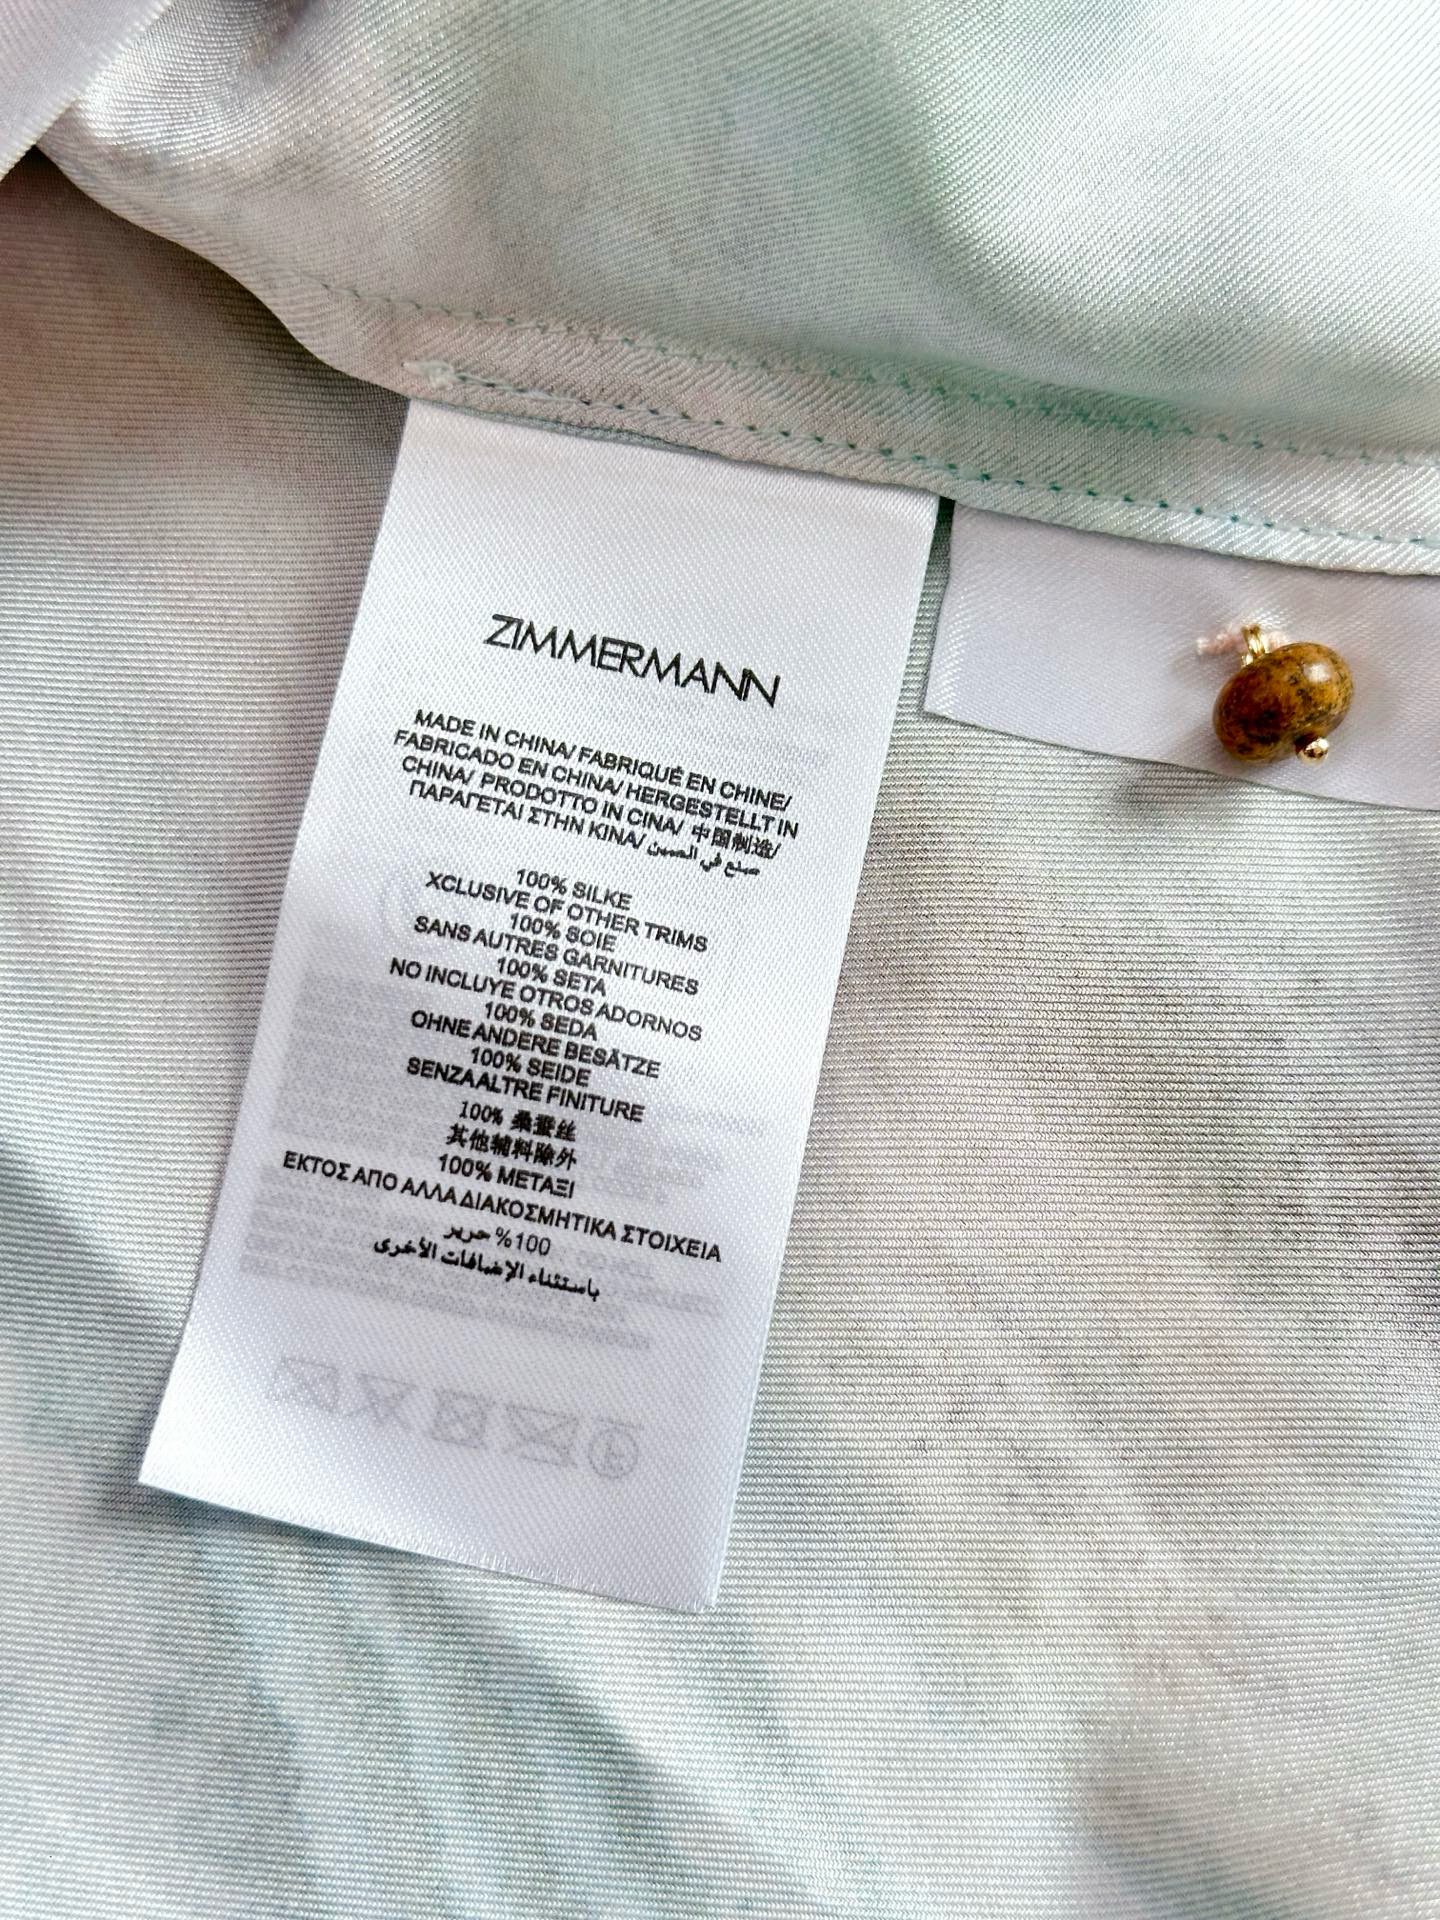 ZIMMERMANN
MADE IN CHINA/ FABRIQUÉ EN CHINE/
FABRICADO EN CHINA/ HERGESTELLT IN
CHINA/ PRODOTTO IN CINA/ 中国制造/
ΠΑΡΑΓΕΤΑΙ ΣΤΗΝ ΚΙΝΑ/ صنع في الصين
100% SILKE
XCLUSIVE OF OTHER TRIMS
100% SOIE
SANS AUTRES GARNITURES
100% SETA
NO INCLUYE OTROS ADORNOS
100% SEDA
OHNE ANDERE BESÄTZE
100% SEIDE
SENZA ALTRE FINITURE
100% 桑蚕丝
其他辅料除外
100% ΜΕΤΑΞΙ
ΕΚΤΟΣ ΑΠΟ ΑΛΛΑ ΔΙΑΚΟΣΜΗΤΙΚΑ ΣΤΟΙΧΕΙΑ
100% حرير
باستثناء الإضافات الأخرى